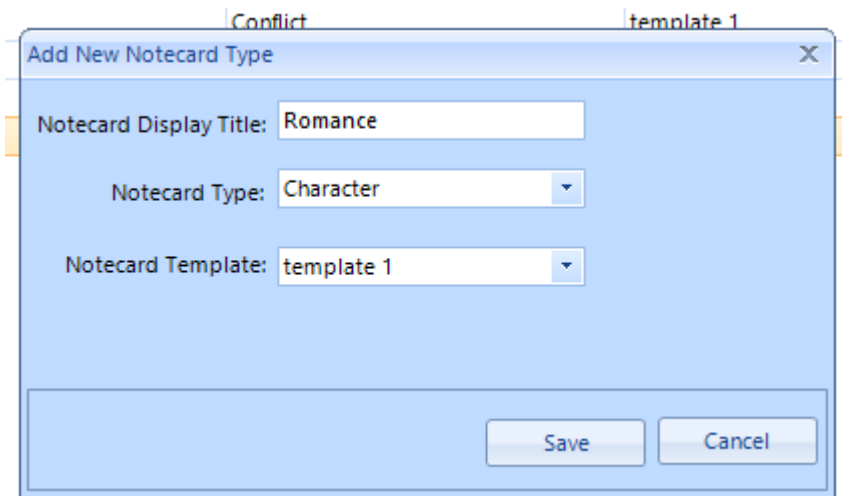 Conflict template 1
Add New Notecard Type X
Notecard Display Title: Romance
Notecard Type: Character
Notecard Template: template 1
Save Cancel